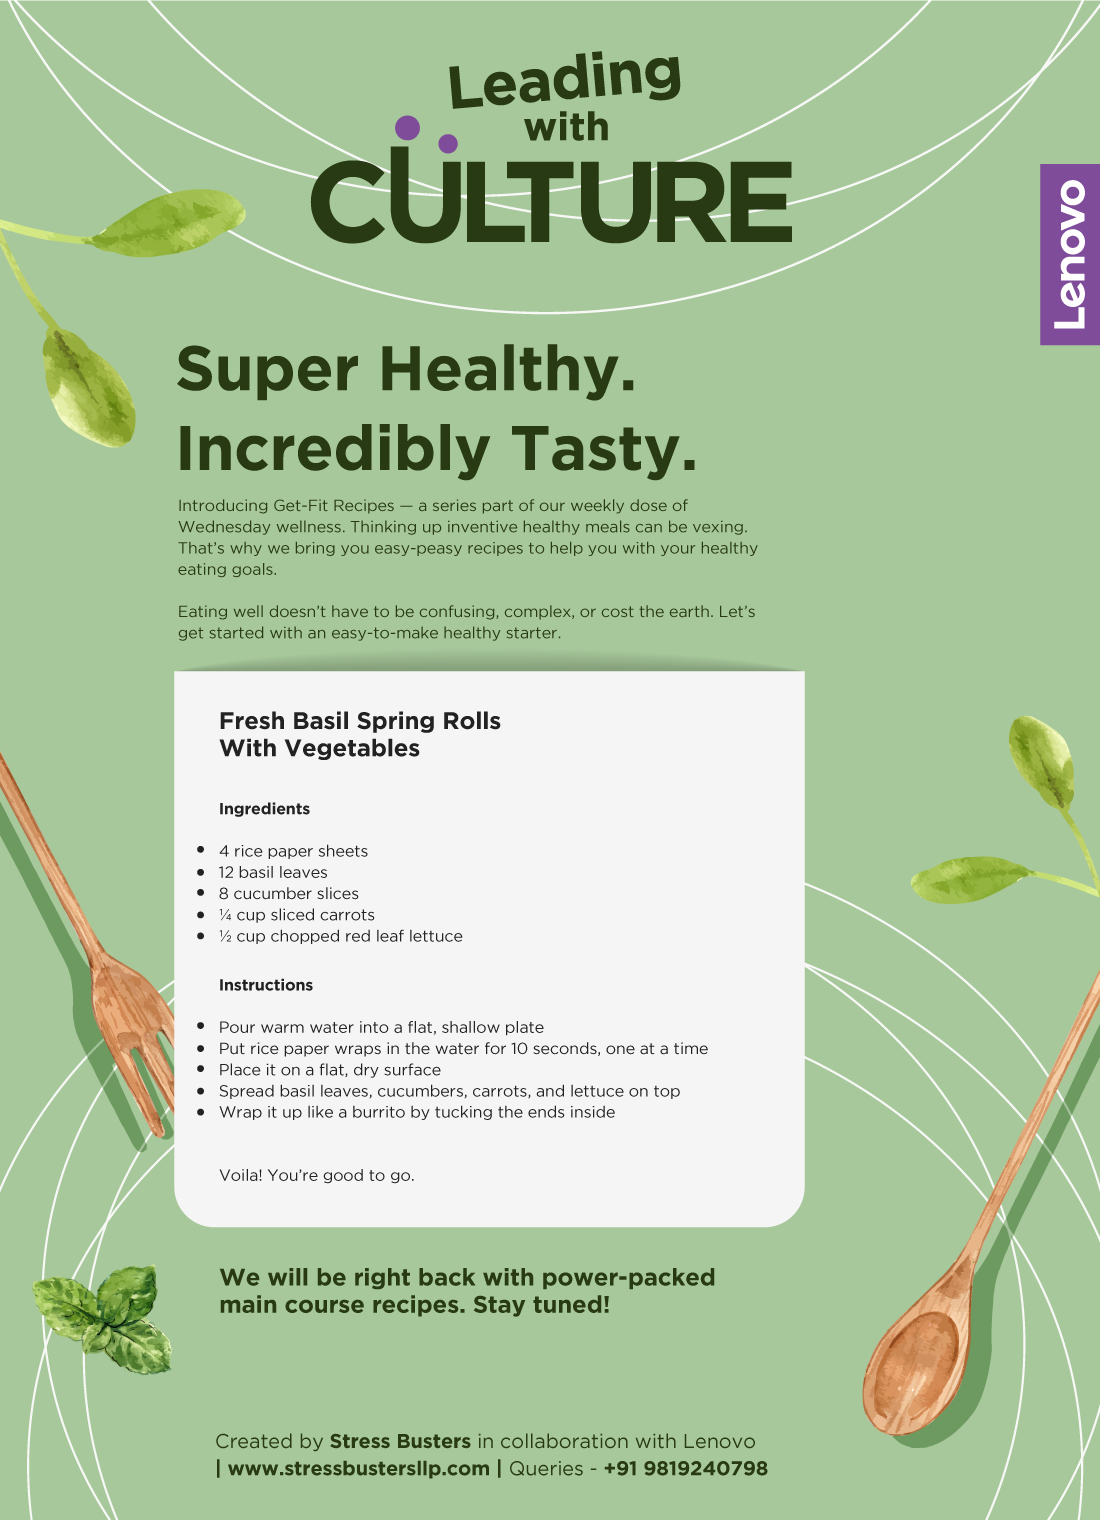 Leading
with
CÜLTURE
Lenovo
Super Healthy.
Incredibly Tasty.
Introducing Get-Fit Recipes — a series part of our weekly dose of
Wednesday wellness. Thinking up inventive healthy meals can be vexing.
That’s why we bring you easy-peasy recipes to help you with your healthy
eating goals.
Eating well doesn’t have to be confusing, complex, or cost the earth. Let’s
get started with an easy-to-make healthy starter.
Fresh Basil Spring Rolls
With Vegetables
Ingredients
• 4 rice paper sheets
• 12 basil leaves
• 8 cucumber slices
• ¼ cup sliced carrots
• ½ cup chopped red leaf lettuce
Instructions
• Pour warm water into a flat, shallow plate
• Put rice paper wraps in the water for 10 seconds, one at a time
• Place it on a flat, dry surface
• Spread basil leaves, cucumbers, carrots, and lettuce on top
• Wrap it up like a burrito by tucking the ends inside
Voila! You’re good to go.
We will be right back with power-packed
main course recipes. Stay tuned!
Created by Stress Busters in collaboration with Lenovo
| www.stressbustersllp.com | Queries - +91 9819240798